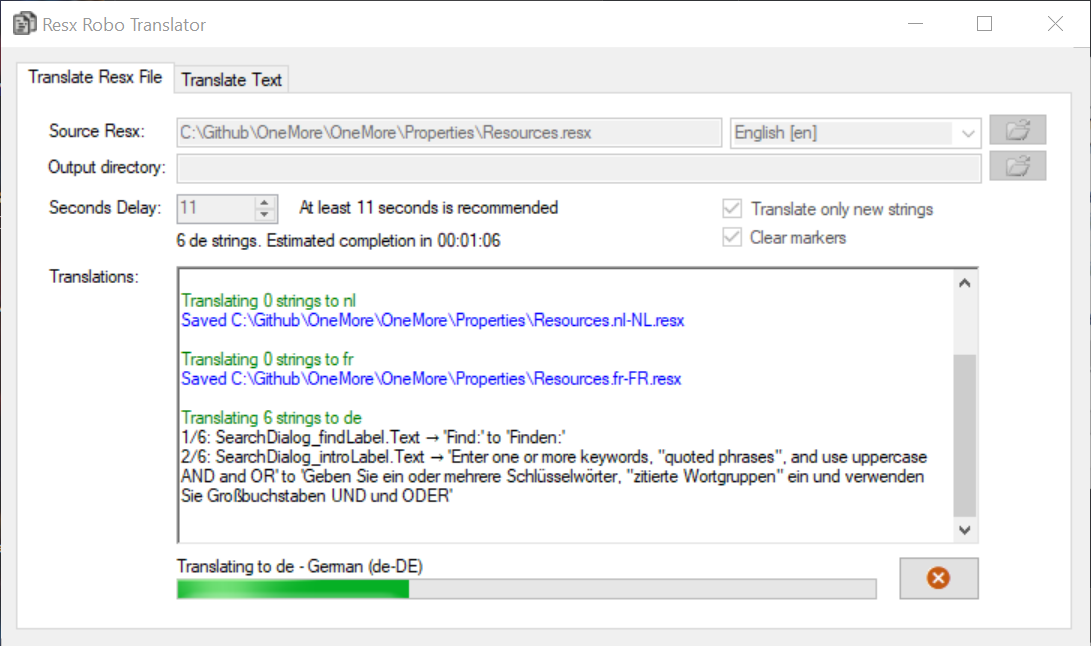 Resx Robo Translator
Translate Resx File
Translate Text
Source Resx:
C:\Github\OneMore\OneMore\Properties\Resources.resx
English [en]
Output directory:
Seconds Delay:
11
At least 11 seconds is recommended
Translate only new strings
6 de strings. Estimated completion in 00:01:06
Clear markers
Translations:
Translating 0 strings to nl
Saved C:\Github\OneMore\OneMore\Properties\Resources.nl-NL.resx
Translating 0 strings to fr
Saved C:\Github\OneMore\OneMore\Properties\Resources.fr-FR.resx
Translating 6 strings to de
1/6: SearchDialog_findLabel.Text → 'Find:' to 'Finden:'
2/6: SearchDialog_introLabel.Text → 'Enter one or more keywords, "quoted phrases", and use uppercase
AND and OR' to 'Geben Sie ein oder mehrere Schlüsselwörter, "zitierte Wortgruppen" ein und verwenden
Sie Großbuchstaben UND und ODER'
Translating to de - German (de-DE)